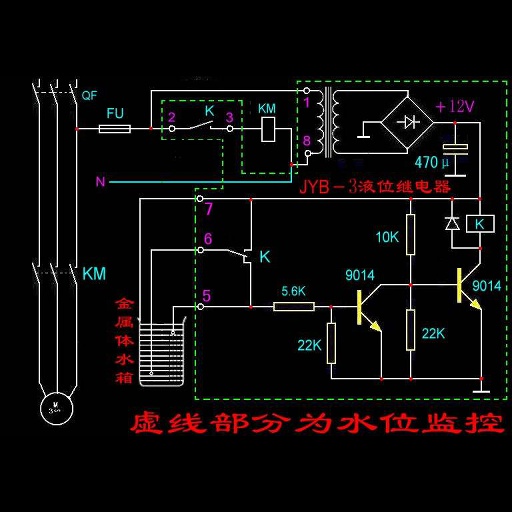 QF
FU
2
K
3
KM
1
8
+12V
470μ
N
JYB-3液位继电器
7
6
K
5
10K
K
KM
5.6K
9014
9014
22K
22K
金属体水箱
M
3~
虚线部分为水位监控